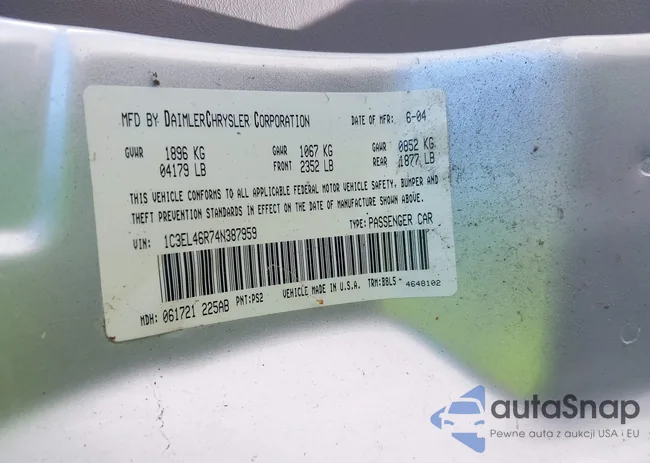 MFD BY DAIMLERCHRYSLER CORPORATION DATE OF MFR: 6-04
GVWR 1896 KG GAWR 1067 KG GAWR 0852 KG
04179 LB FRONT 2352 LB REAR 1877 LB
THIS VEHICLE CONFORMS TO ALL APPLICABLE FEDERAL MOTOR VEHICLE SAFETY, BUMPER AND
THEFT PREVENTION STANDARDS IN EFFECT ON THE DATE OF MANUFACTURE SHOWN ABOVE.
VIN: 1C3EL46R74N387959 TYPE: PASSENGER CAR
MDH: 061721 225AB PNT: PS2 VEHICLE MADE IN U.S.A. TRM: BBL5 - 4648102
autaSnap
Pewne auta z aukcji USA i EU